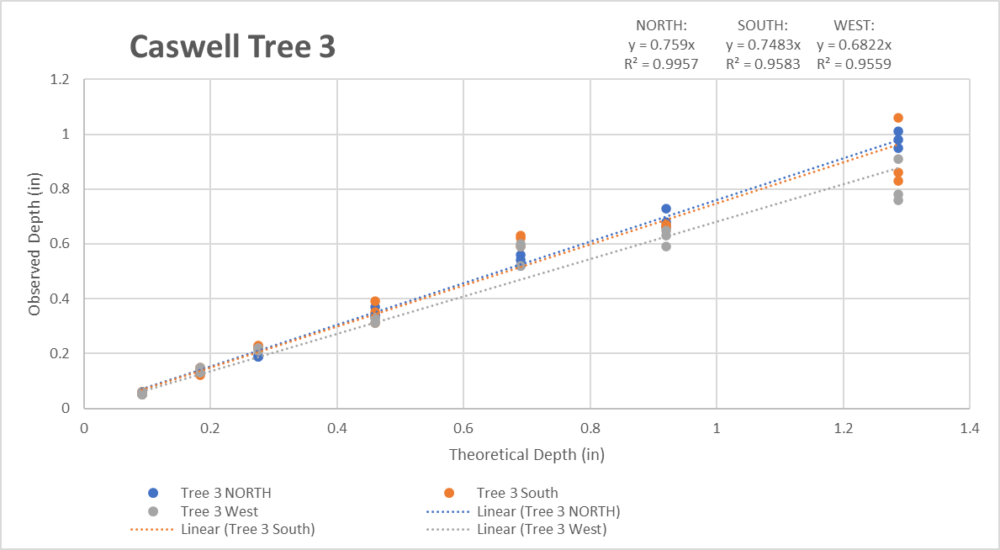 Caswell Tree 3
NORTH: SOUTH: WEST:
y = 0.759x y = 0.7483x y = 0.6822x
R² = 0.9957 R² = 0.9583 R² = 0.9559
1.2
1
0.8
0.6
0.4
0.2
0
Observed Depth (in)
0 0.2 0.4 0.6 0.8 1 1.2 1.4
Theoretical Depth (in)
Tree 3 NORTH Tree 3 South
Tree 3 West Linear (Tree 3 NORTH)
Linear (Tree 3 South) Linear (Tree 3 West)